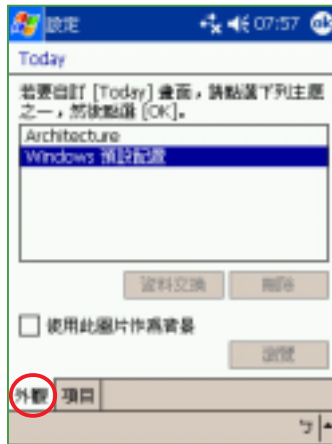 設定 07:57 ok
Today
若要自訂 [Today] 畫面，請點選下列主題
之一，然後點選 [OK]。
Architecture
Windows 預設配置
資料交換 刪除
使用此圖片作為背景
瀏覽
外觀 項目
ㄅ